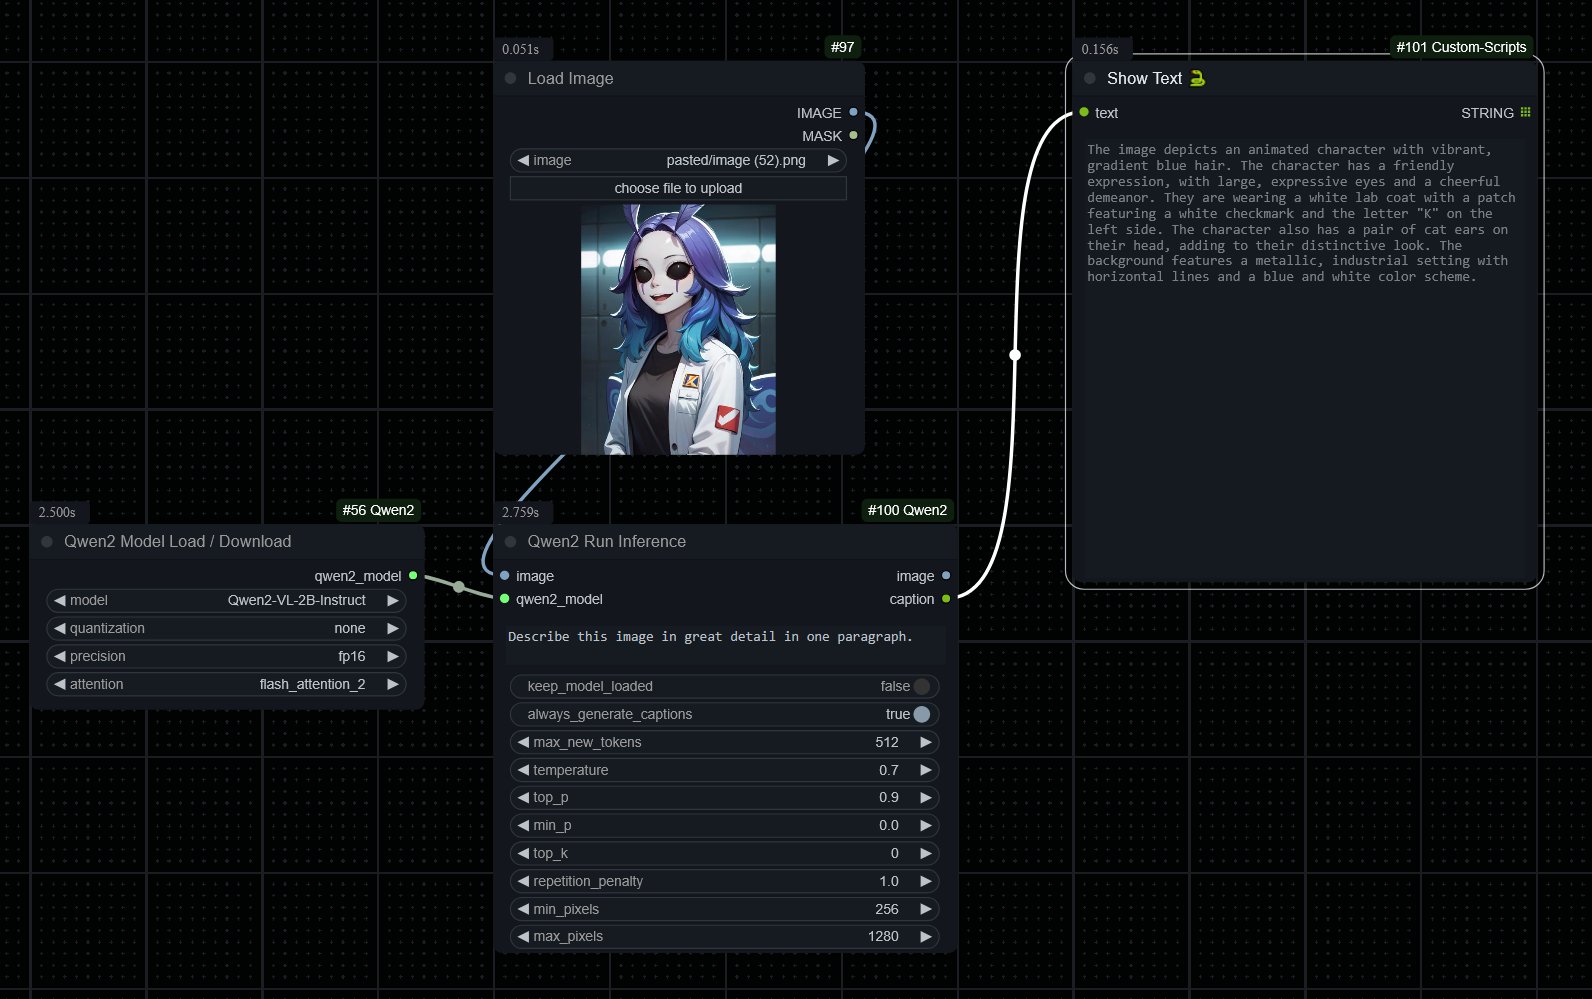 0.051s
#97
Load Image
IMAGE
MASK
image pasted/image (52).png
choose file to upload
K
0.156s
#101 Custom-Scripts
Show Text 🐍
text STRING
The image depicts an animated character with vibrant,
gradient blue hair. The character has a friendly
expression, with large, expressive eyes and a cheerful
demeanor. They are wearing a white lab coat with a patch
featuring a white checkmark and the letter "K" on the
left side. The character also has a pair of cat ears on
their head, adding to their distinctive look. The
background features a metallic, industrial setting with
horizontal lines and a blue and white color scheme.
2.500s
#56 Qwen2
Qwen2 Model Load / Download
qwen2_model
model Qwen2-VL-2B-Instruct
quantization none
precision fp16
attention flash_attention_2
2.759s
#100 Qwen2
Qwen2 Run Inference
image image
qwen2_model caption
Describe this image in great detail in one paragraph.
keep_model_loaded false
always_generate_captions true
max_new_tokens 512
temperature 0.7
top_p 0.9
min_p 0.0
top_k 0
repetition_penalty 1.0
min_pixels 256
max_pixels 1280